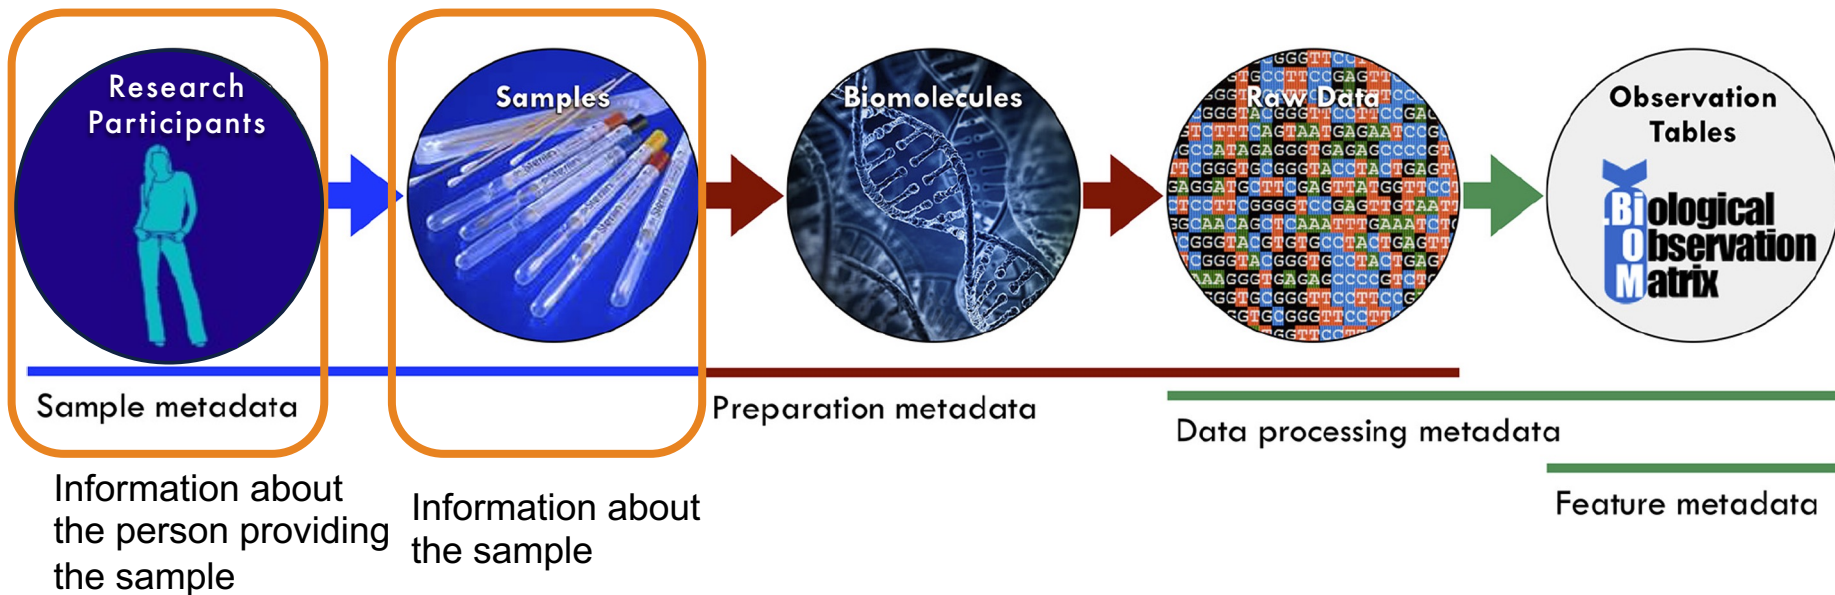 Research
Participants
Samples
Biomolecules
Raw Data
Observation
Tables
Biological
Observation
Matrix
Sample metadata
Preparation metadata
Data processing metadata
Feature metadata
Information about
the person providing
the sample
Information about
the sample